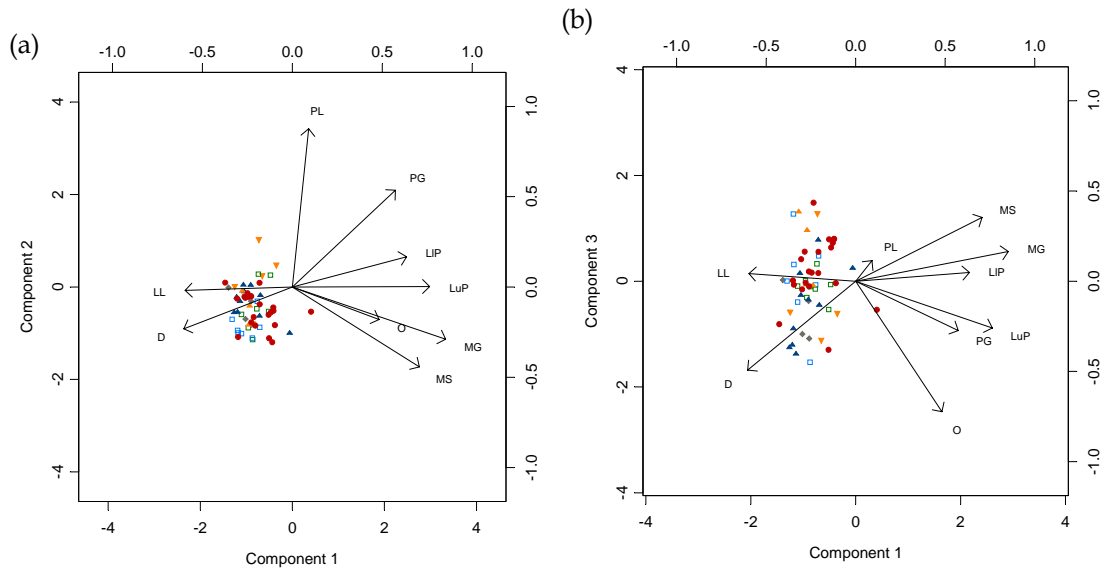 (a)
-1.0 -0.5 0.0 0.5 1.0
Component 2
4
2
0
-2
-4
1.0
0.5
0.0
-0.5
-1.0
PL
PG
LIP
LuP
LL
D
O
MG
MS
-4 -2 0 2 4
Component 1
(b)
-1.0 -0.5 0.0 0.5 1.0
Component 3
4
2
0
-2
-4
1.0
0.5
0.0
-0.5
-1.0
MS
MG
PL
LIP
LL
PG
LuP
D
O
-4 -2 0 2 4
Component 1